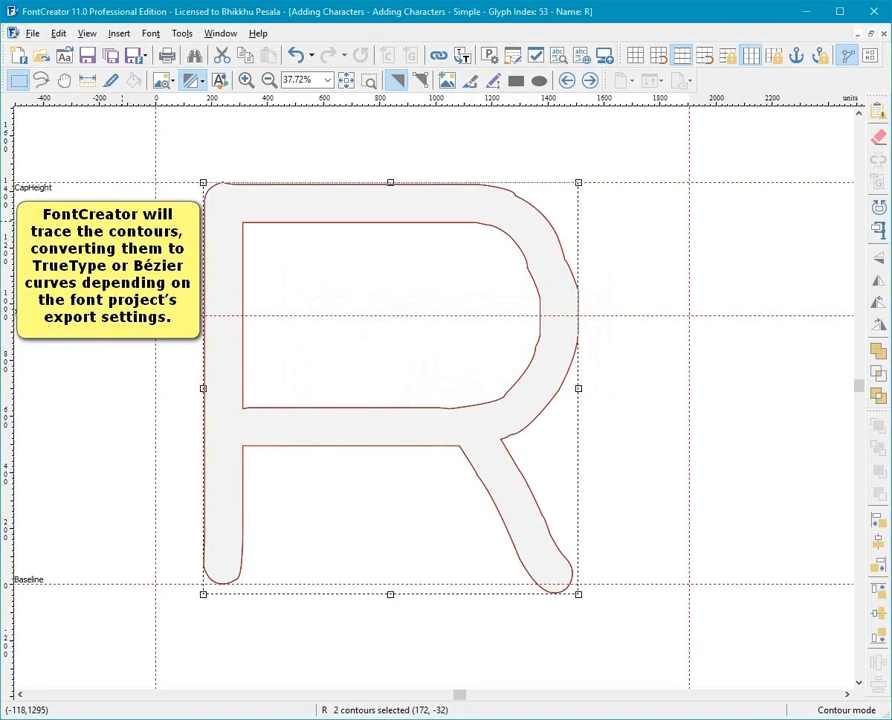 FontCreator 11.0 Professional Edition - Licensed to Bhikkhu Pesala - [Adding Characters - Adding Characters - Simple - Glyph Index: 53 - Name: R]
File Edit View Insert Font Tools Window Help
37.72%
-400 -200 0 200 400 600 800 1000 1200 1400 1600 1800 2000 2200 units
CapHeight
FontCreator will
trace the contours,
converting them to
TrueType or Bézier
curves depending on
the font project's
export settings.
Baseline
(-118,1295) R 2 contours selected (172, -32) Contour mode